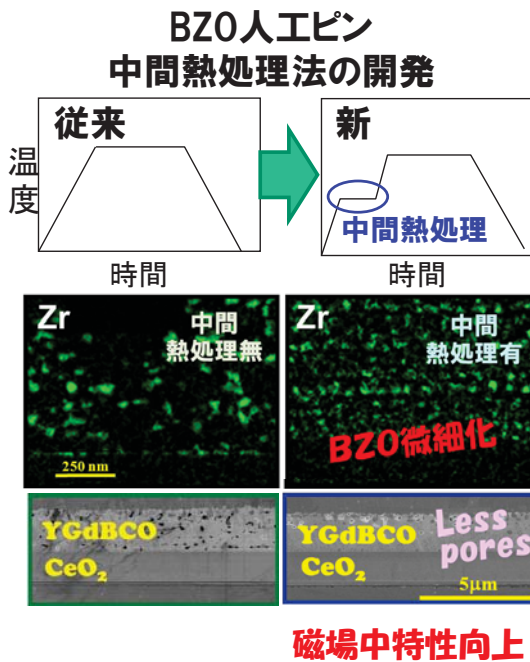 BZO人工ピン
中間熱処理法の開発
従来
温度
時間
新
中間熱処理
時間
Zr
中間
熱処理無
250 nm
Zr
中間
熱処理有
BZO微細化
YGdBCO
CeO₂
YGdBCO
CeO₂
Less
pores
5μm
磁場中特性向上